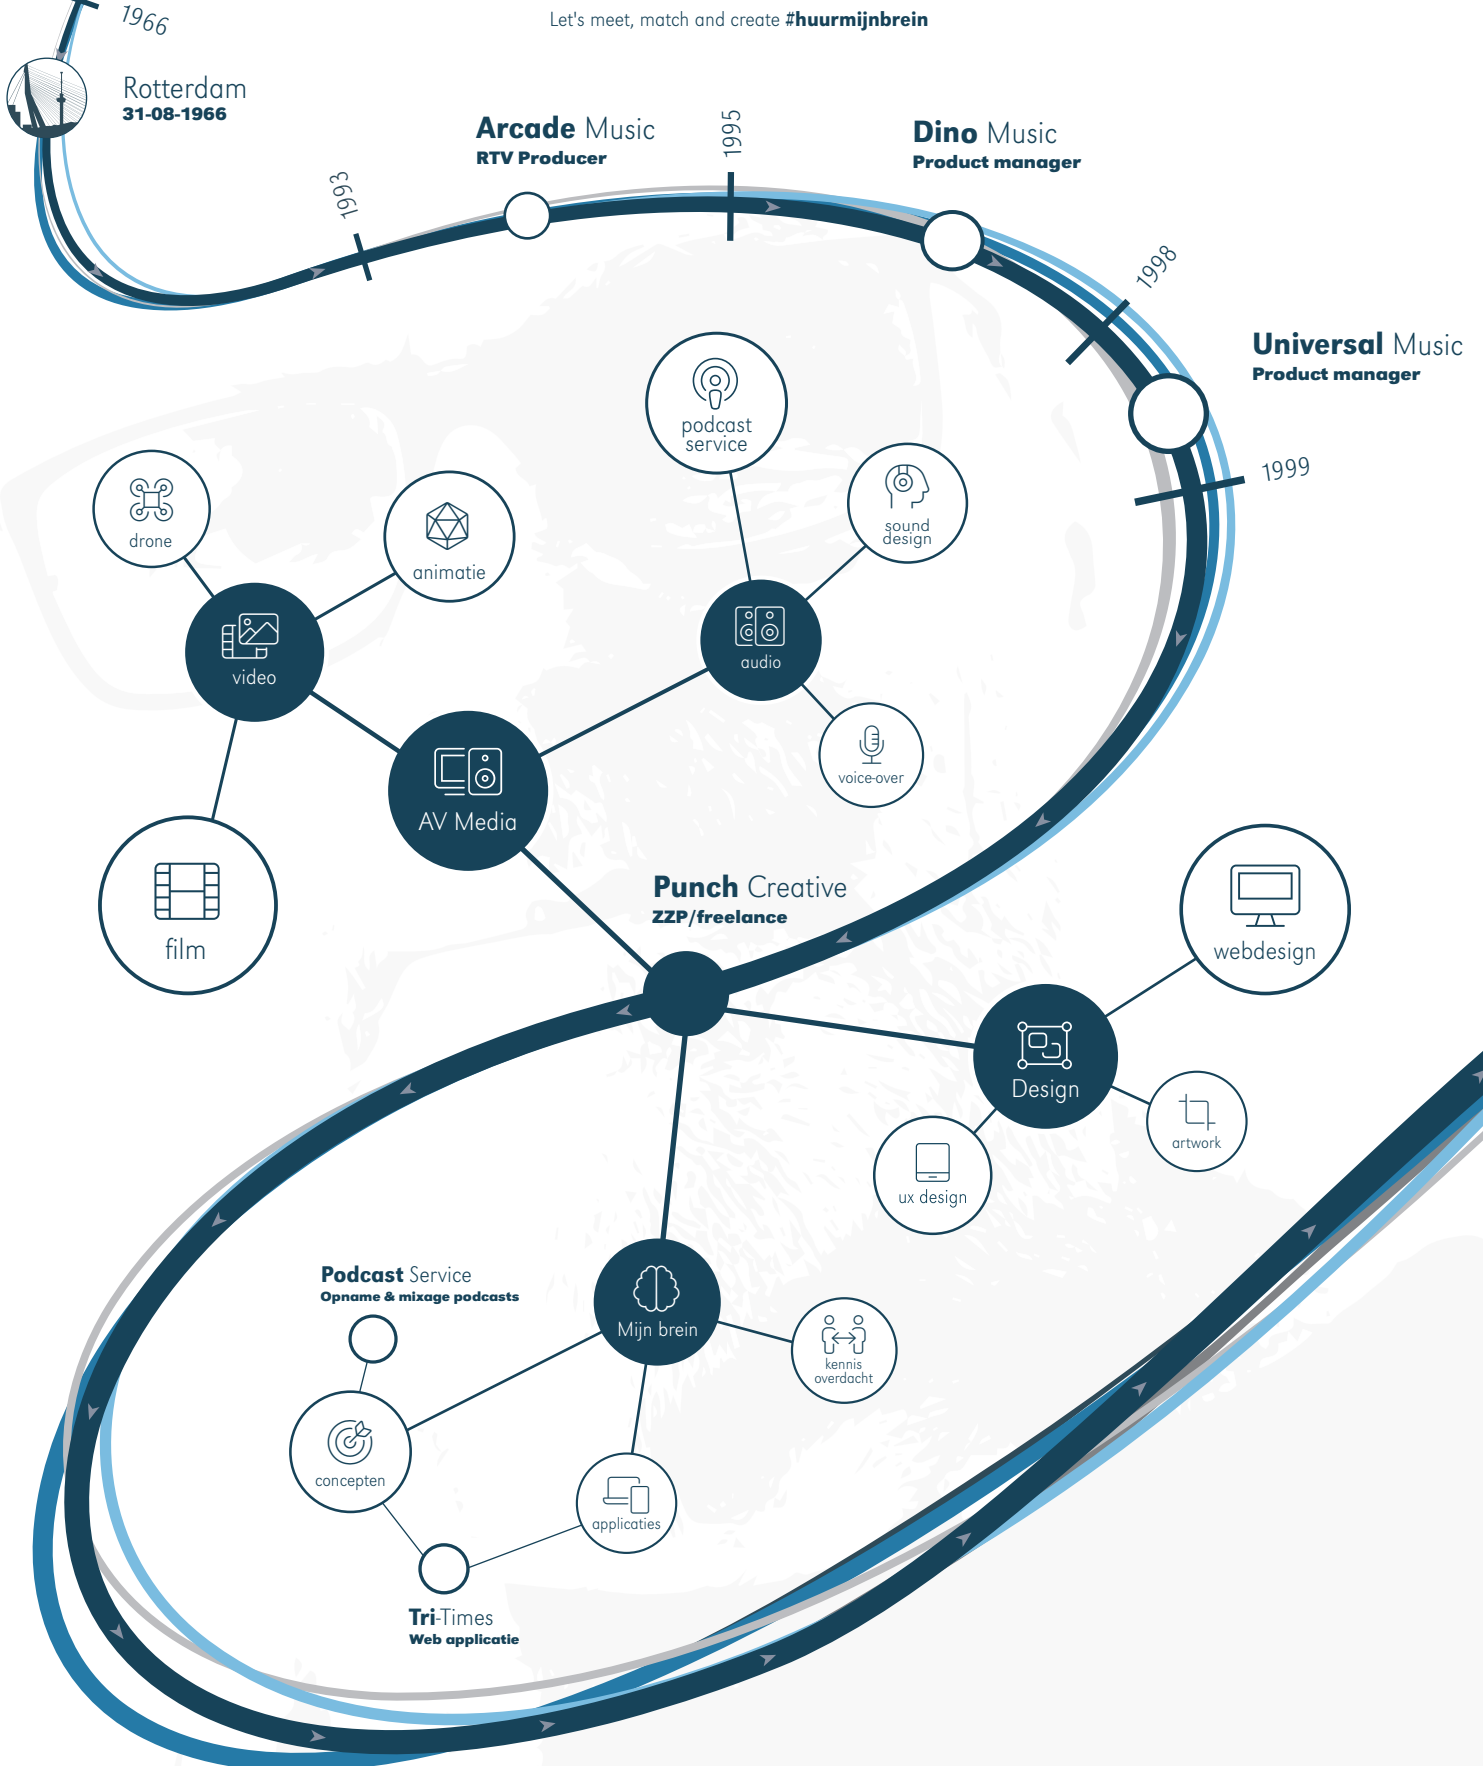 Let's meet, match and create #huurmijnbrein
1966
Rotterdam
31-08-1966
1993
Arcade Music
RTV Producer
1995
Dino Music
Product manager
1998
Universal Music
Product manager
1999
podcast
service
sound
design
drone
animatie
video
audio
voice-over
AV Media
film
Punch Creative
ZZP/freelance
webdesign
Design
artwork
ux design
Podcast Service
Opname & mixage podcasts
Mijn brein
kennis
overdacht
concepten
applicaties
Tri-Times
Web applicatie